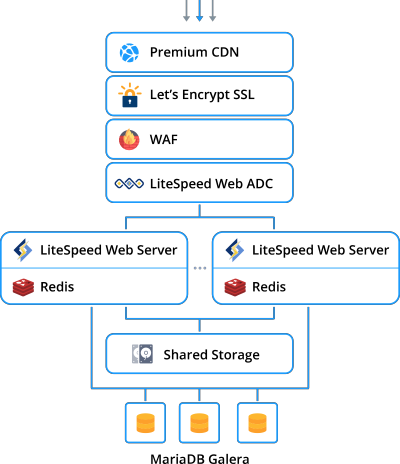 Premium CDN
Let's Encrypt SSL
WAF
LiteSpeed Web ADC
LiteSpeed Web Server
Redis
...
LiteSpeed Web Server
Redis
Shared Storage
MariaDB Galera